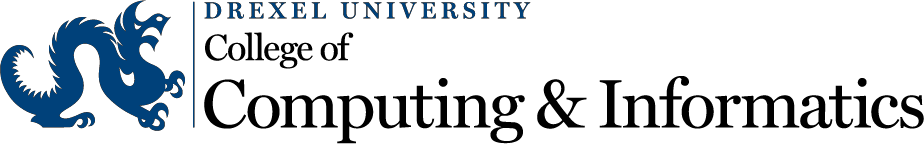 DREXEL UNIVERSITY
College of
Computing & Informatics